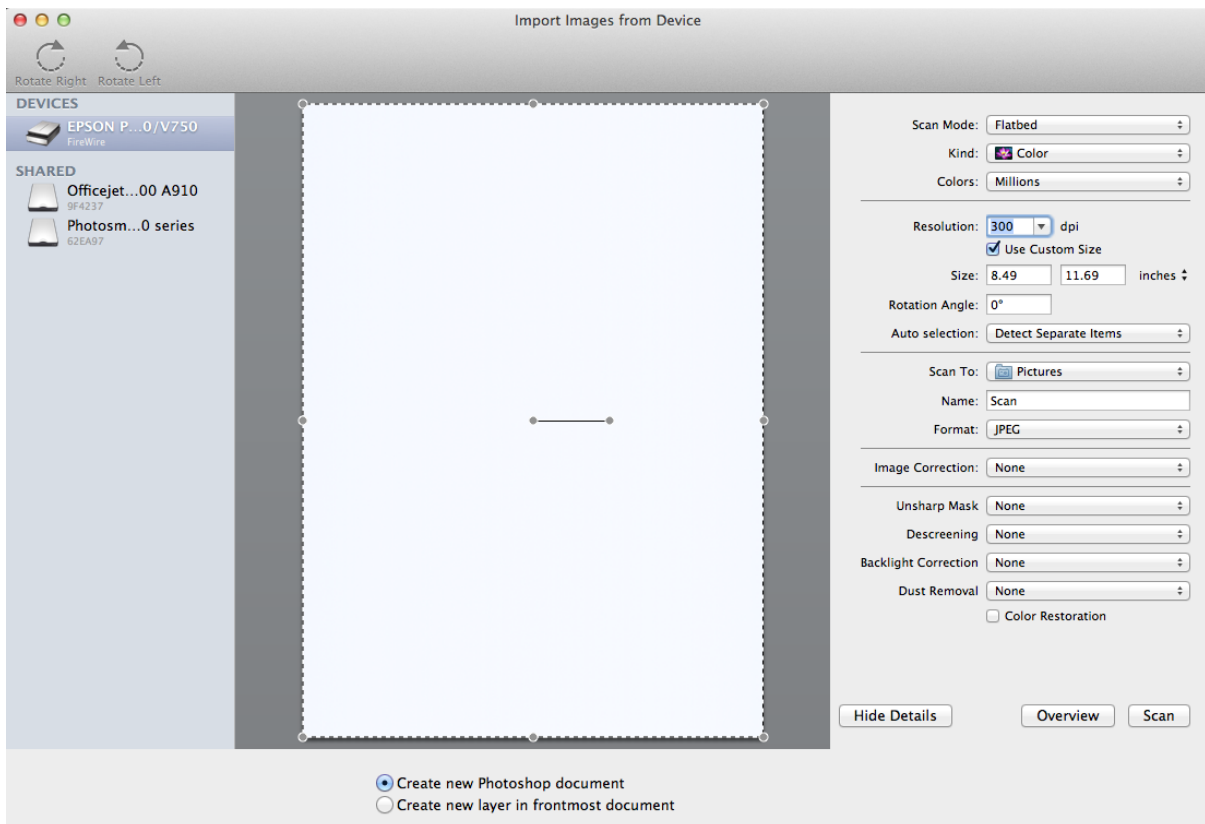 Import Images from Device
Rotate Right Rotate Left
DEVICES
EPSON P...0/V750
FireWire
SHARED
Officejet...00 A910
9F4237
Photosm...0 series
62EA97
Scan Mode: Flatbed
Kind: Color
Colors: Millions
Resolution: 300 dpi
Use Custom Size
Size: 8.49 11.69 inches
Rotation Angle: 0°
Auto selection: Detect Separate Items
Scan To: Pictures
Name: Scan
Format: JPEG
Image Correction: None
Unsharp Mask None
Descreening None
Backlight Correction None
Dust Removal None
Color Restoration
Hide Details Overview Scan
Create new Photoshop document
Create new layer in frontmost document